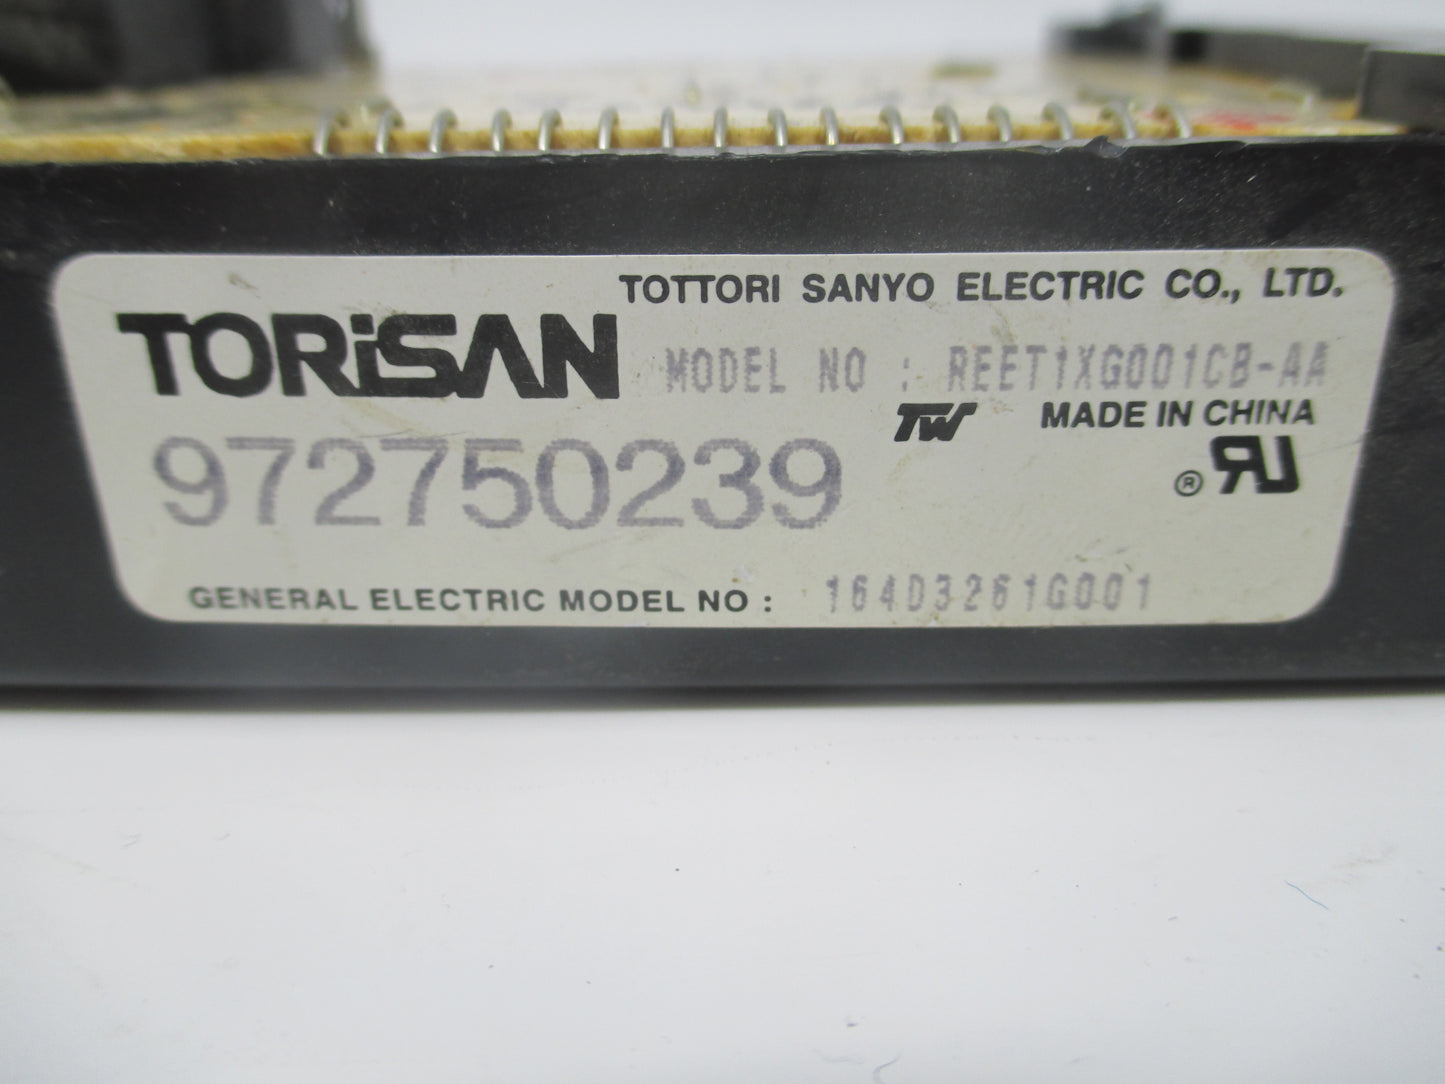 TOTTORI SANYO ELECTRIC CO., LTD.
TORiSAN
MODEL NO : REET1XG001CB-AA
TW MADE IN CHINA
972750239
® RU
GENERAL ELECTRIC MODEL NO : 164D3261G001